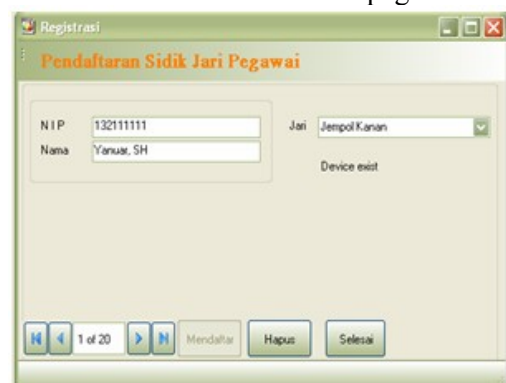 Registrasi
Pendaftaran Sidik Jari Pegawai
NIP 132111111 Jari Jempol Kanan
Nama Yanuar, SH
Device exist
1 of 20 Mendaftar Hapus Selesai